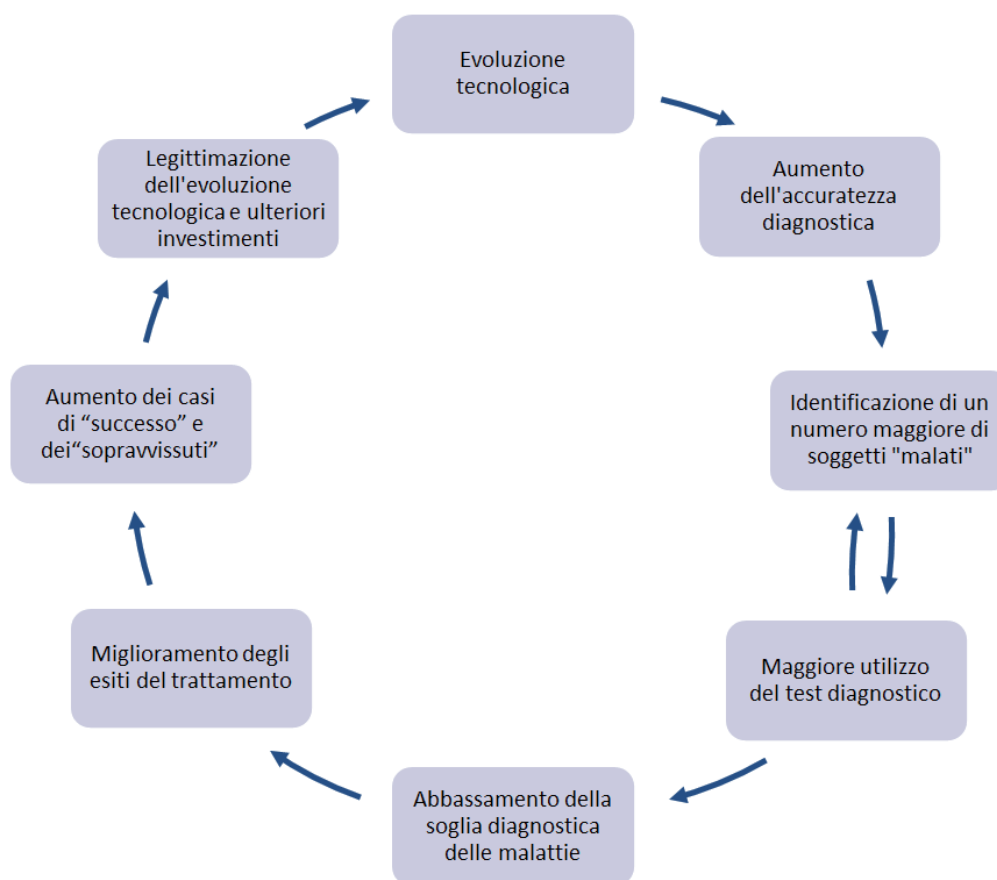 Evoluzione
tecnologica
Aumento
dell'accuratezza
diagnostica
Identificazione di un
numero maggiore di
soggetti "malati"
Maggiore utilizzo
del test diagnostico
Abbassamento della
soglia diagnostica
delle malattie
Miglioramento degli
esiti del trattamento
Aumento dei casi
di “successo” e
dei“sopravvissuti”
Legittimazione
dell'evoluzione
tecnologica e ulteriori
investimenti